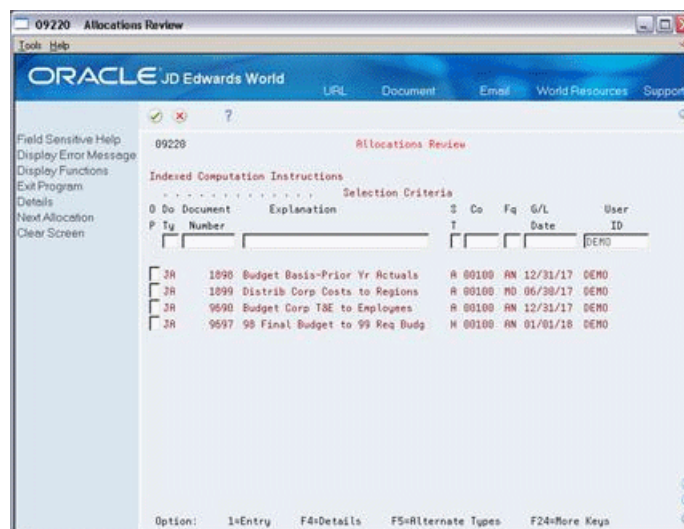 09220 Allocations Review
Tools Help
ORACLE JD Edwards World
URL Document Email World Resources Support
Field Sensitive Help
Display Error Message
Display Functions
Exit Program
Details
Next Allocation
Clear Screen
?
09220 Allocations Review
Indexed Computation Instructions
. . . . . . . . . . . . . Selection Criteria
O Do Document Explanation S Co Fq G/L User
P Ty Number T Date ID
DEMO
JA 1898 Budget Basis-Prior Yr Actuals A 00100 AN 12/31/17 DEMO
JA 1899 Distrib Corp Costs to Regions A 00100 MO 06/30/17 DEMO
JA 9690 Budget Corp T&E to Employees A 00100 AN 12/31/17 DEMO
JA 9697 98 Final Budget to 99 Req Budg H 00100 AN 01/01/18 DEMO
Option: 1=Entry F4=Details F5=Alternate Types F24=More Keys